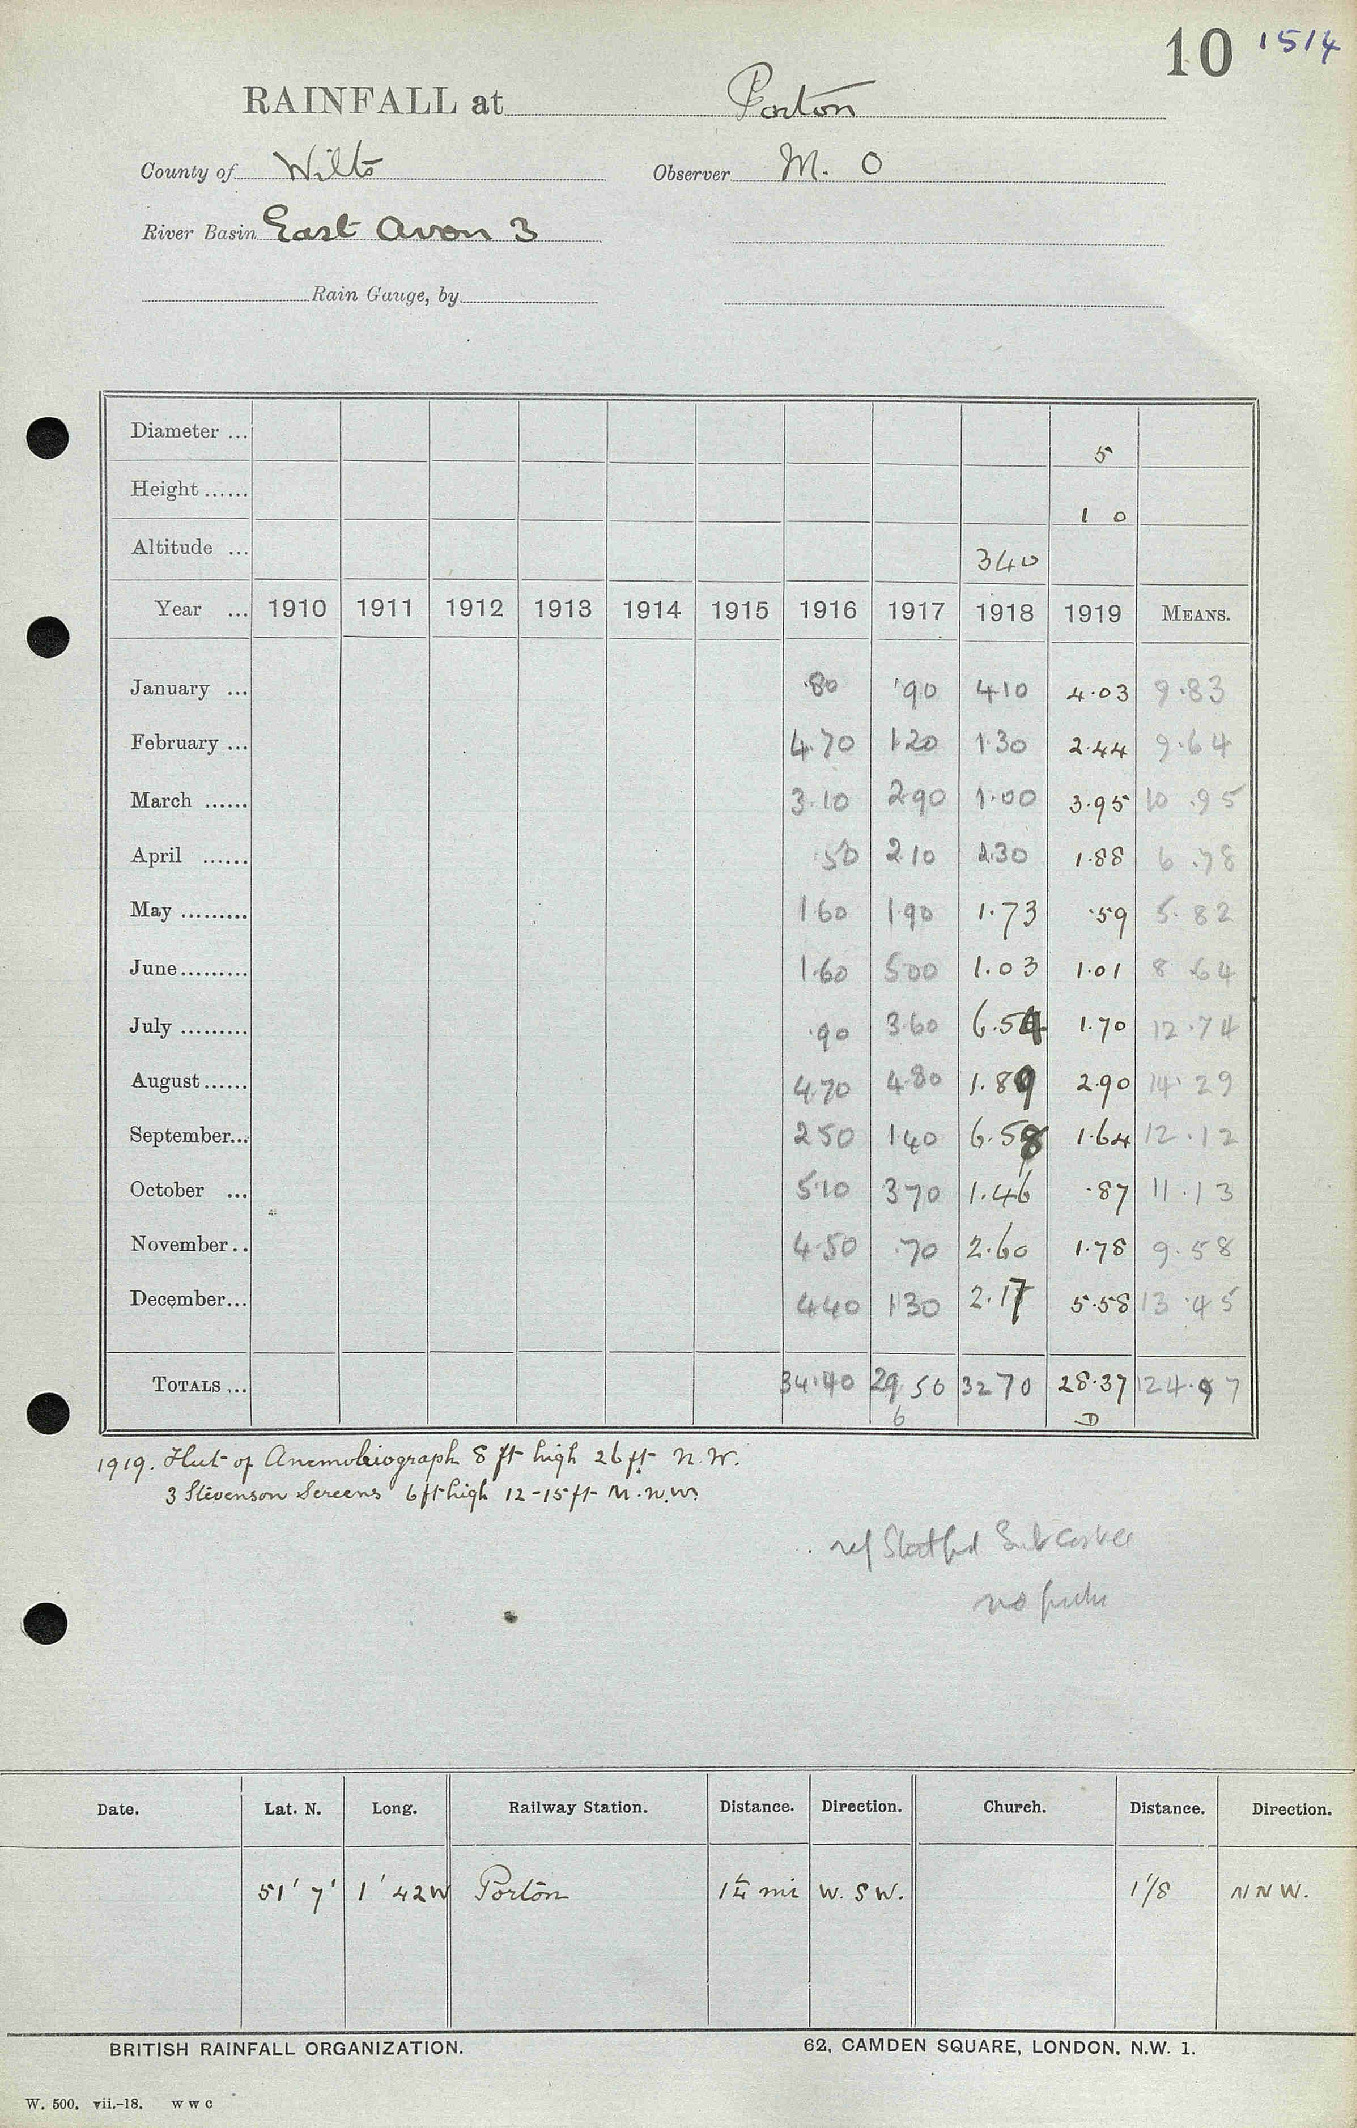 10 1514
RAINFALL at Porton
County of Wilts Observer M. O
River Basin East Avon 3
Rain Gauge, by
Diameter ... 5
Height ...... 1 0
Altitude ... 340
Year ... 1910 1911 1912 1913 1914 1915 1916 1917 1918 1919 MEANS.
January ... ·80 ·90 4·10 4·03 9·83
February ... 4·70 1·20 1·30 2·44 9·64
March ...... 3·10 2·90 1·00 3·95 10·95
April ...... ·50 2·10 2·30 1·88 6·78
May ......... 1·60 1·90 1·73 ·59 5·82
June......... 1·60 5·00 1·03 1·01 8·64
July ......... ·90 3·60 6·54 1·70 12·74
August...... 4·70 4·80 1·89 2·90 14·29
September... 2·50 1·40 6·58 1·64 12·12
October ... 5·10 3·70 1·46 ·87 11·13
November.. 4·50 ·70 2·60 1·78 9·58
December... 4·40 1·30 2·17 5·58 13·45
TOTALS ... 34·40 29·50 32 70 28·37 124·97
6 D
1919. Hut of Anemobiograph 8 ft high 26 ft N.W.
3 Stevenson Screens 6 ft high 12-15 ft N.N.W.
ref
no
Date. Lat. N. Long. Railway Station. Distance. Direction. Church. Distance. Direction.
51' 7' 1' 42W Porton 1¼ mi W. S W. 1 1/8 N N W.
BRITISH RAINFALL ORGANIZATION. 62, CAMDEN SQUARE, LONDON, N.W. 1.
W. 500. vii.-18. W W C